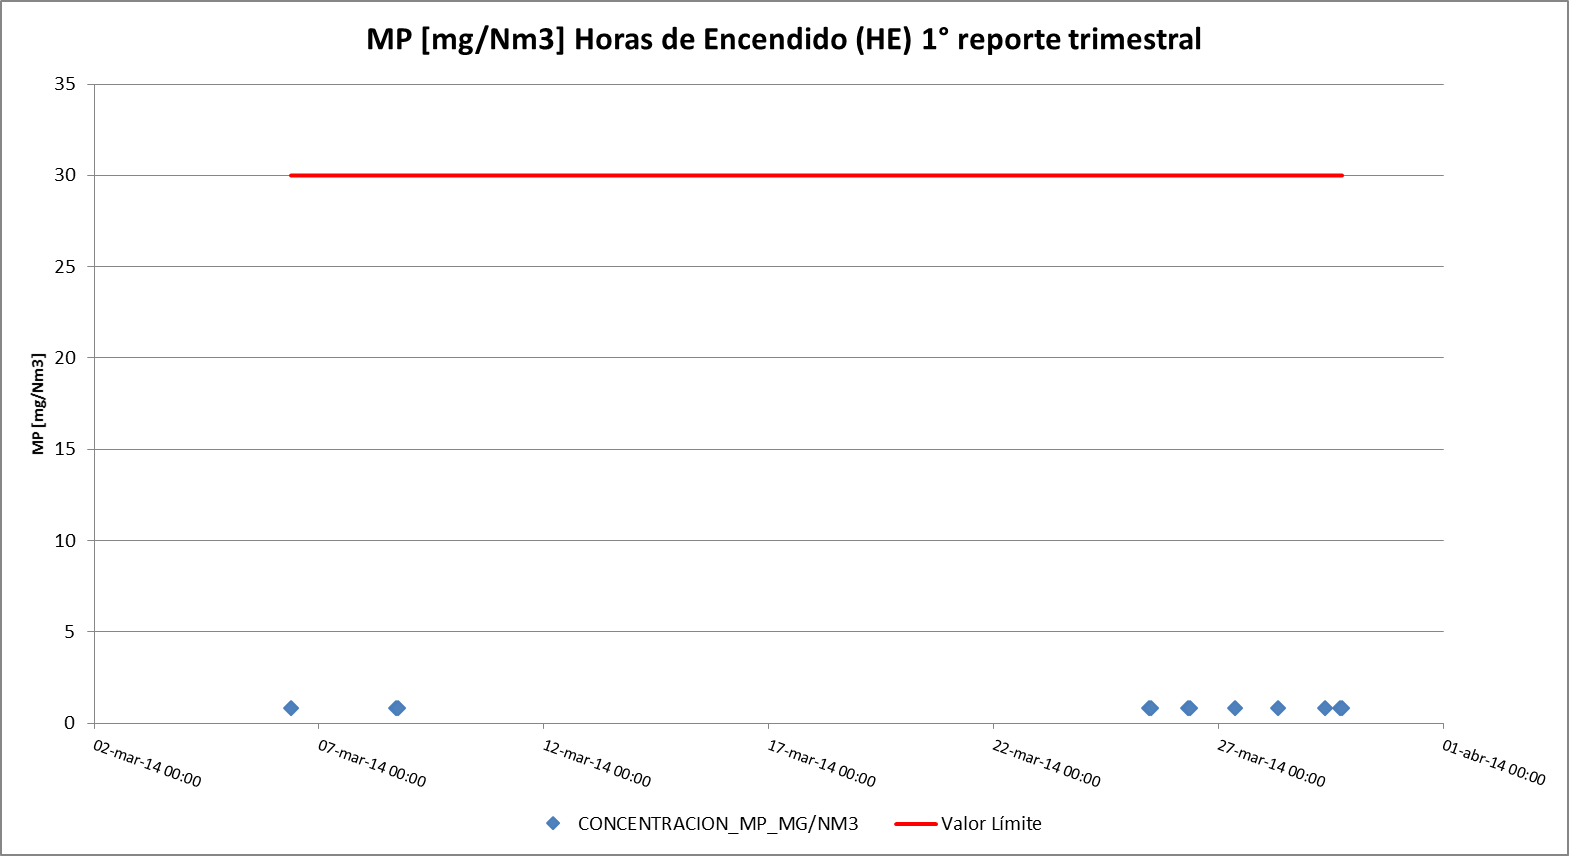 MP [mg/Nm3] Horas de Encendido (HE) 1° reporte trimestral
35
30
25
20
15
10
5
0
MP [mg/Nm3]
02-mar-14 00:00
07-mar-14 00:00
12-mar-14 00:00
17-mar-14 00:00
22-mar-14 00:00
27-mar-14 00:00
01-abr-14 00:00
CONCENTRACION_MP_MG/NM3
Valor Límite